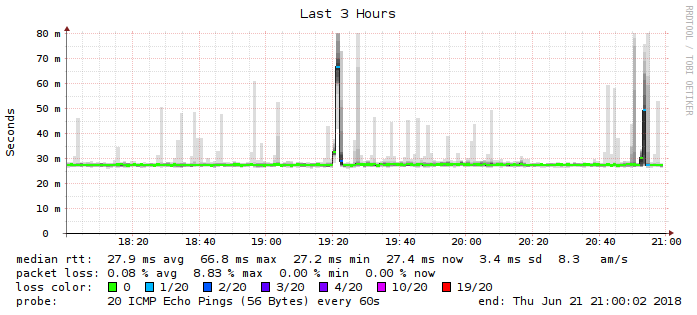 Last 3 Hours
RRDTOOL / TOBI OETIKER
Seconds
80 m
70 m
60 m
50 m
40 m
30 m
20 m
10 m
0
18:20 18:40 19:00 19:20 19:40 20:00 20:20 20:40 21:00
median rtt: 27.9 ms avg 66.8 ms max 27.2 ms min 27.4 ms now 3.4 ms sd 8.3 am/s
packet loss: 0.08 % avg 8.83 % max 0.00 % min 0.00 % now
loss color: 0 1/20 2/20 3/20 4/20 10/20 19/20
probe: 20 ICMP Echo Pings (56 Bytes) every 60s end: Thu Jun 21 21:00:02 2018